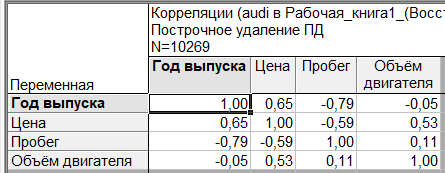 Корреляции (audi в Рабочая_книга1_(Восст
Построчное удаление ПД
N=10269
Переменная Год выпуска Цена Пробег Объём двигателя
Год выпуска 1,00 0,65 -0,79 -0,05
Цена 0,65 1,00 -0,59 0,53
Пробег -0,79 -0,59 1,00 0,11
Объём двигателя -0,05 0,53 0,11 1,00